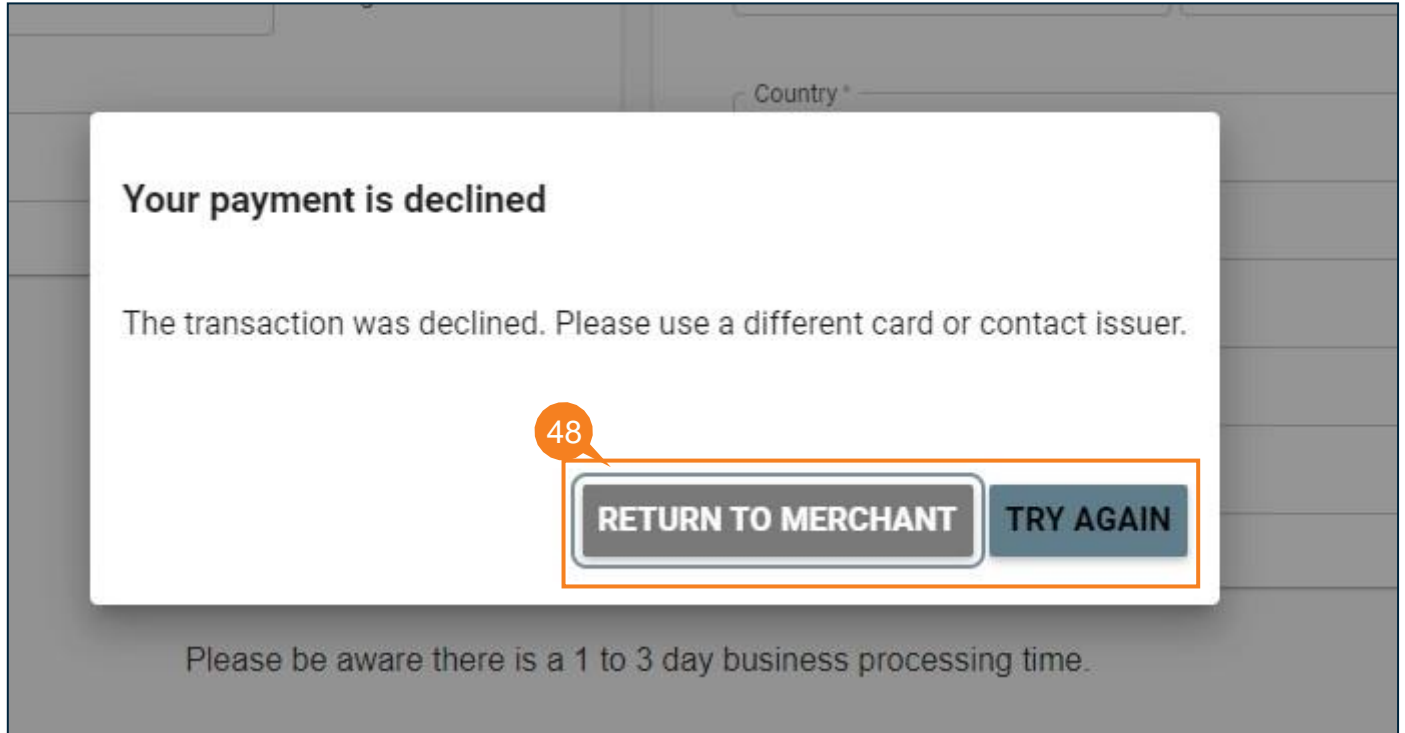 Country *
Your payment is declined
The transaction was declined. Please use a different card or contact issuer.
48
RETURN TO MERCHANT TRY AGAIN
Please be aware there is a 1 to 3 day business processing time.